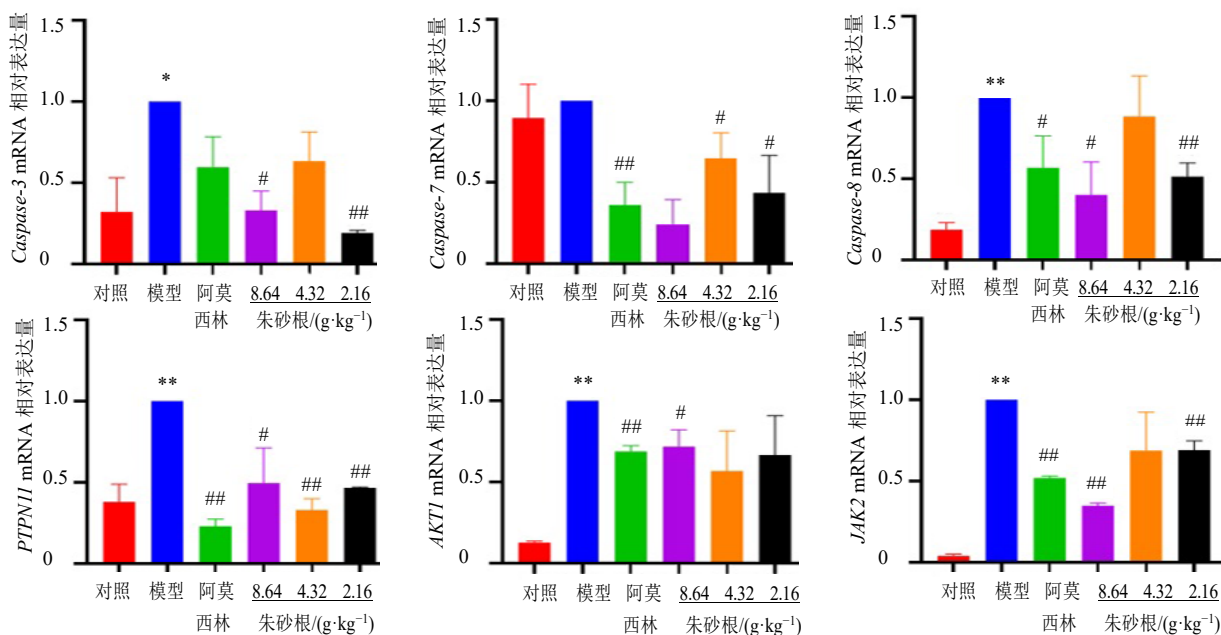 Caspase-3 mRNA 相对表达量
1.5
1.0
0.5
0
*
#
##
对照 模型 阿莫西林 8.64 4.32 2.16
朱砂根/(g·kg⁻¹)
Caspase-7 mRNA 相对表达量
1.5
1.0
0.5
0
##
#
#
对照 模型 阿莫西林 8.64 4.32 2.16
朱砂根/(g·kg⁻¹)
Caspase-8 mRNA 相对表达量
1.5
1.0
0.5
0
**
#
#
##
对照 模型 阿莫西林 8.64 4.32 2.16
朱砂根/(g·kg⁻¹)
PTPN11 mRNA 相对表达量
1.5
1.0
0.5
0
**
##
#
##
##
对照 模型 阿莫西林 8.64 4.32 2.16
朱砂根/(g·kg⁻¹)
AKT1 mRNA 相对表达量
1.5
1.0
0.5
0
**
##
#
对照 模型 阿莫西林 8.64 4.32 2.16
朱砂根/(g·kg⁻¹)
JAK2 mRNA 相对表达量
1.5
1.0
0.5
0
**
##
##
##
对照 模型 阿莫西林 8.64 4.32 2.16
朱砂根/(g·kg⁻¹)